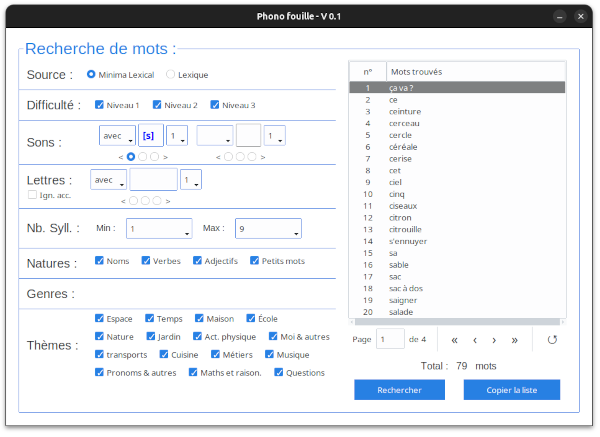 Phono fouille - V 0.1
Recherche de mots :
Source : Minima Lexical Lexique
Difficulté : Niveau 1 Niveau 2 Niveau 3
Sons : avec [s] 1 1
< >  < >
Lettres : avec 1
Ign. acc.
< >
Nb. Syll. : Min : 1 Max : 9
Natures : Noms Verbes Adjectifs Petits mots
Genres :
Thèmes :
Espace Temps Maison École
Nature Jardin Act. physique Moi & autres
transports Cuisine Métiers Musique
Pronoms & autres Maths et raison. Questions
n° Mots trouvés
1 ça va ?
2 ce
3 ceinture
4 cerceau
5 cercle
6 céréale
7 cerise
8 cet
9 ciel
10 cinq
11 ciseaux
12 citron
13 citrouille
14 s'ennuyer
15 sa
16 sable
17 sac
18 sac à dos
19 saigner
20 salade
Page 1 de 4 « ‹ › »
Total : 79 mots
Rechercher Copier la liste